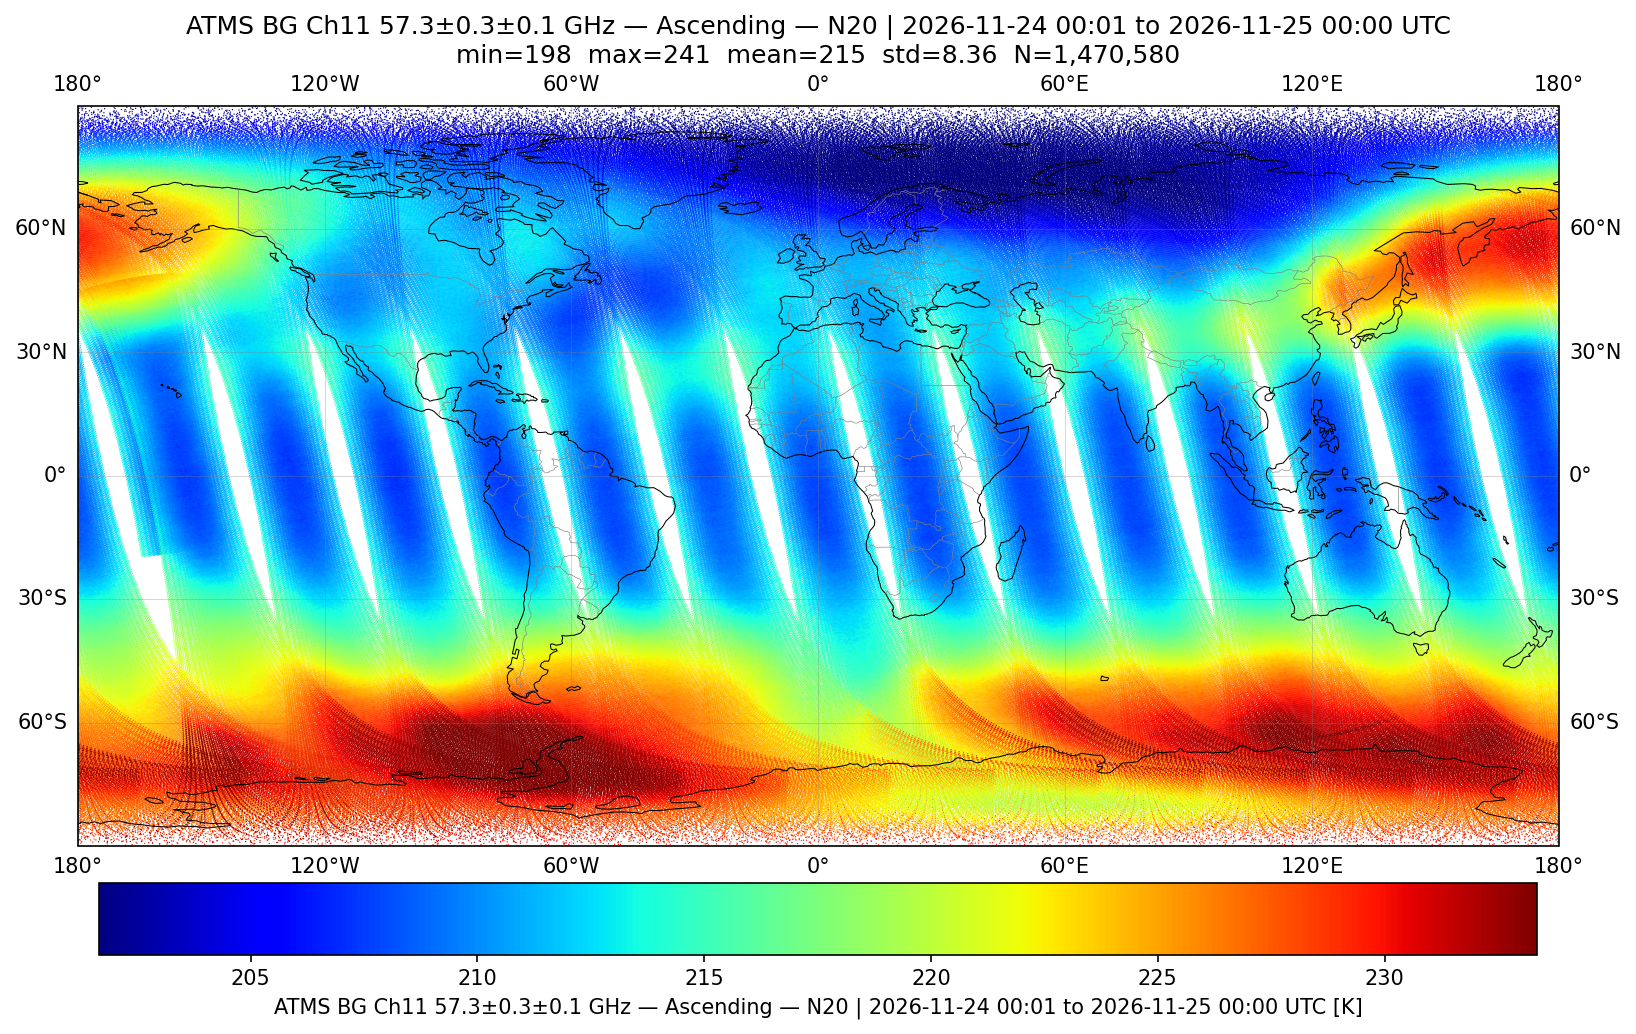 ATMS BG Ch11 57.3±0.3±0.1 GHz — Ascending — N20 | 2026-11-24 00:01 to 2026-11-25 00:00 UTC
min=198 max=241 mean=215 std=8.36 N=1,470,580
180° 120°W 60°W 0° 60°E 120°E 180°
60°N 60°N
30°N 30°N
0° 0°
30°S 30°S
60°S 60°S
180° 120°W 60°W 0° 60°E 120°E 180°
205 210 215 220 225 230
ATMS BG Ch11 57.3±0.3±0.1 GHz — Ascending — N20 | 2026-11-24 00:01 to 2026-11-25 00:00 UTC [K]